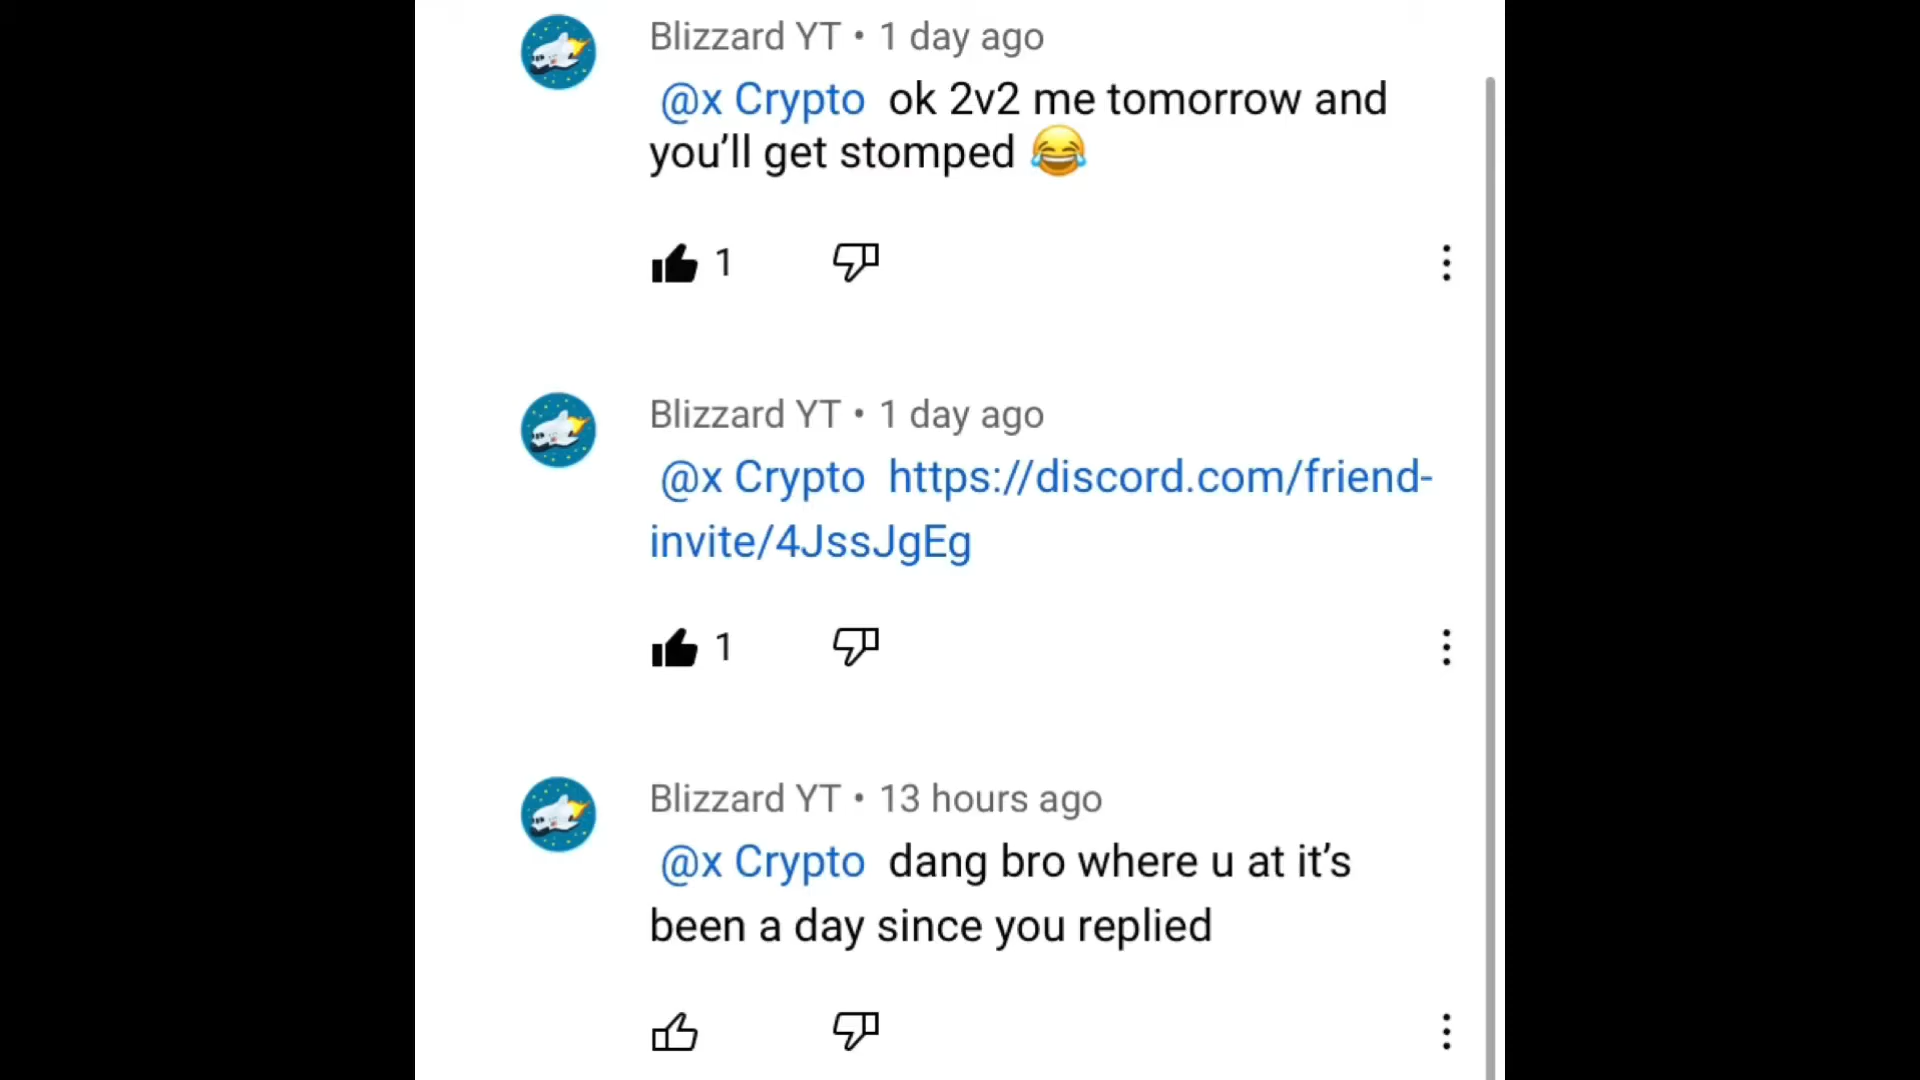 Blizzard YT • 1 day ago
@x Crypto ok 2v2 me tomorrow and
you’ll get stomped 😂
1
Blizzard YT • 1 day ago
@x Crypto https://discord.com/friend-
invite/4JssJgEg
1
Blizzard YT • 13 hours ago
@x Crypto dang bro where u at it’s
been a day since you replied